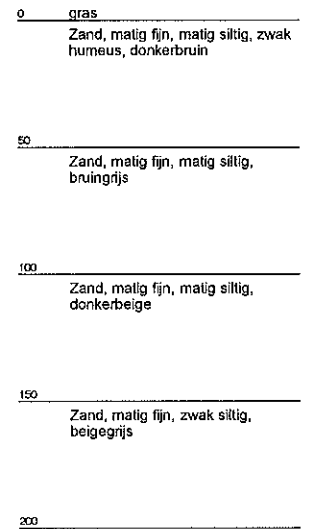 0 gras
Zand, matig fijn, matig siltig, zwak
humeus, donkerbruin
50
Zand, matig fijn, matig siltig,
bruingrijs
100
Zand, matig fijn, matig siltig,
donkerbeige
150
Zand, matig fijn, zwak siltig,
beigegrijs
200